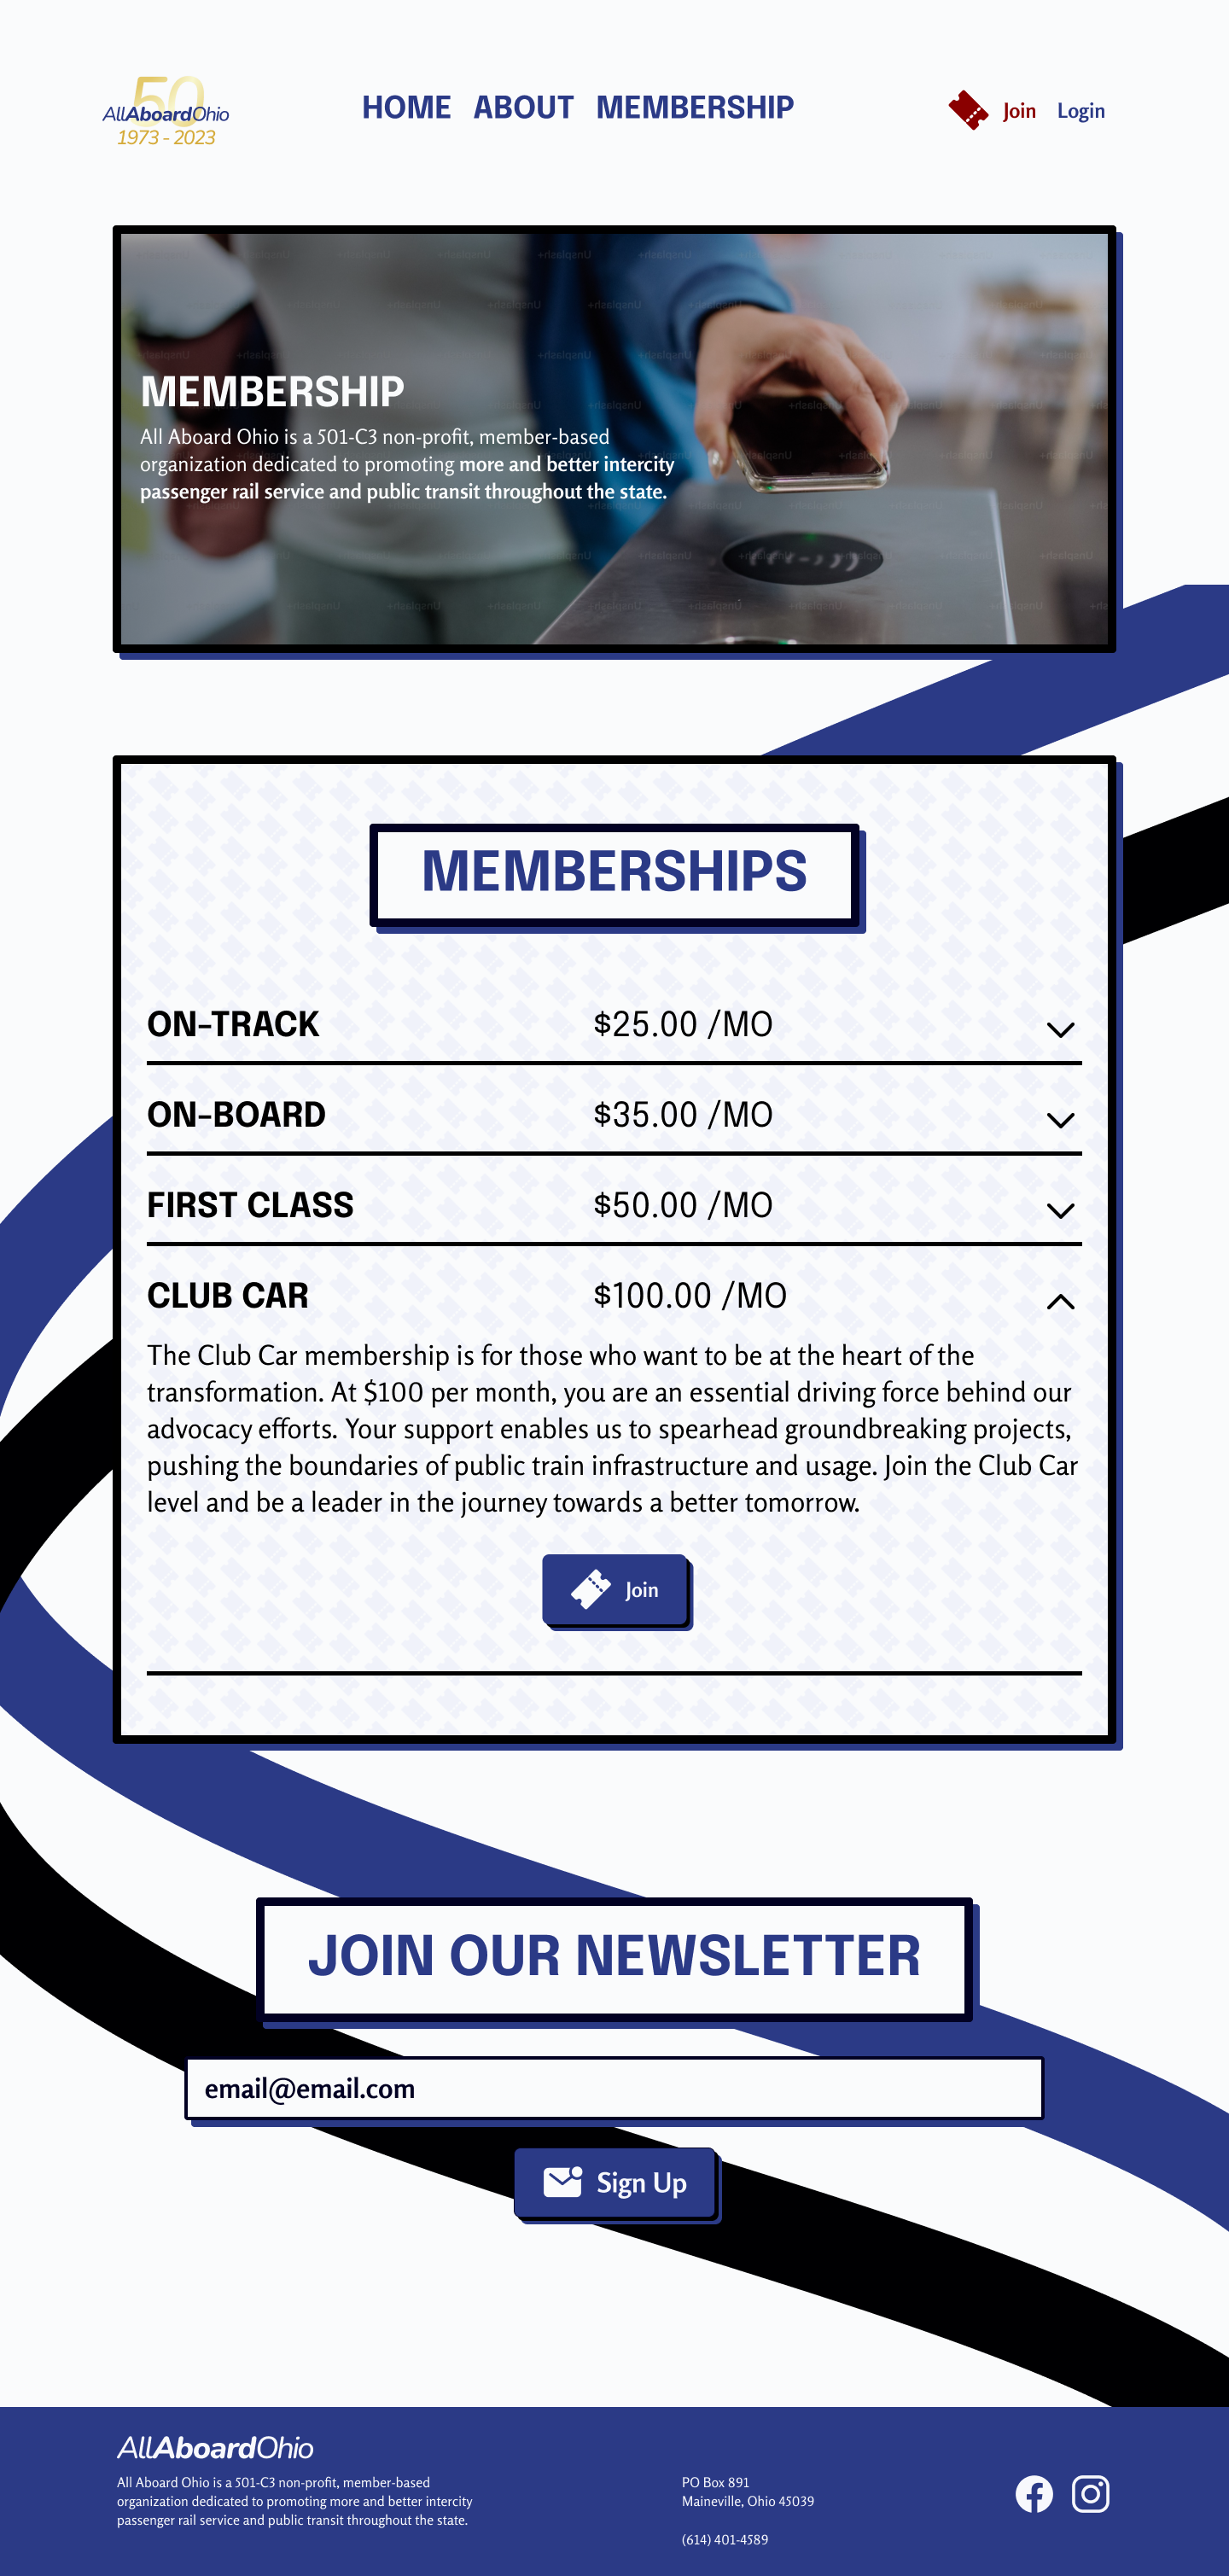 50
AllAboardOhio
1973 - 2023
HOME ABOUT MEMBERSHIP
Join Login
MEMBERSHIP
All Aboard Ohio is a 501-C3 non-profit, member-based
organization dedicated to promoting more and better intercity
passenger rail service and public transit throughout the state.
MEMBERSHIPS
ON-TRACK $25.00 /MO
ON-BOARD $35.00 /MO
FIRST CLASS $50.00 /MO
CLUB CAR $100.00 /MO
The Club Car membership is for those who want to be at the heart of the
transformation. At $100 per month, you are an essential driving force behind our
advocacy efforts. Your support enables us to spearhead groundbreaking projects,
pushing the boundaries of public train infrastructure and usage. Join the Club Car
level and be a leader in the journey towards a better tomorrow.
Join
JOIN OUR NEWSLETTER
email@email.com
Sign Up
AllAboardOhio
All Aboard Ohio is a 501-C3 non-profit, member-based
organization dedicated to promoting more and better intercity
passenger rail service and public transit throughout the state.
PO Box 891
Maineville, Ohio 45039
(614) 401-4589